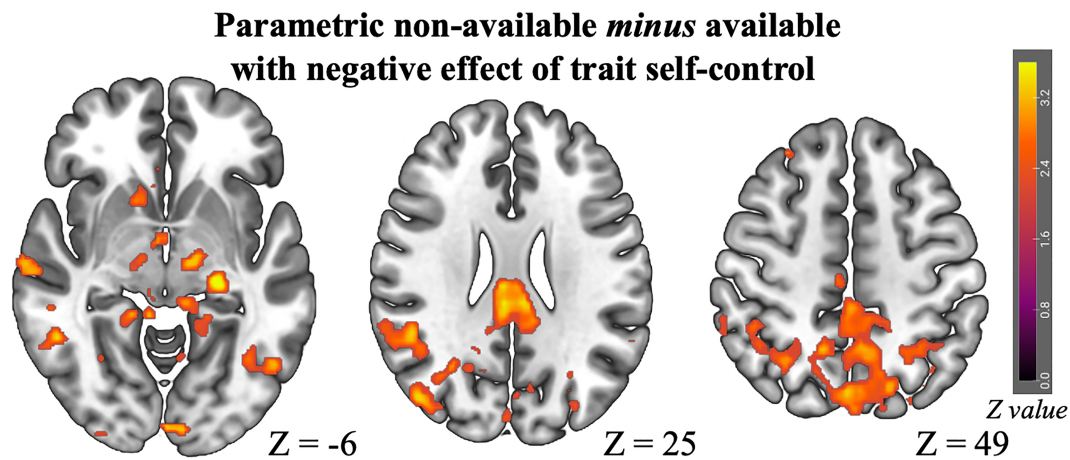 Parametric non-available minus available
with negative effect of trait self-control
3.2
2.4
1.6
0.8
0.0
Z value
Z = -6
Z = 25
Z = 49